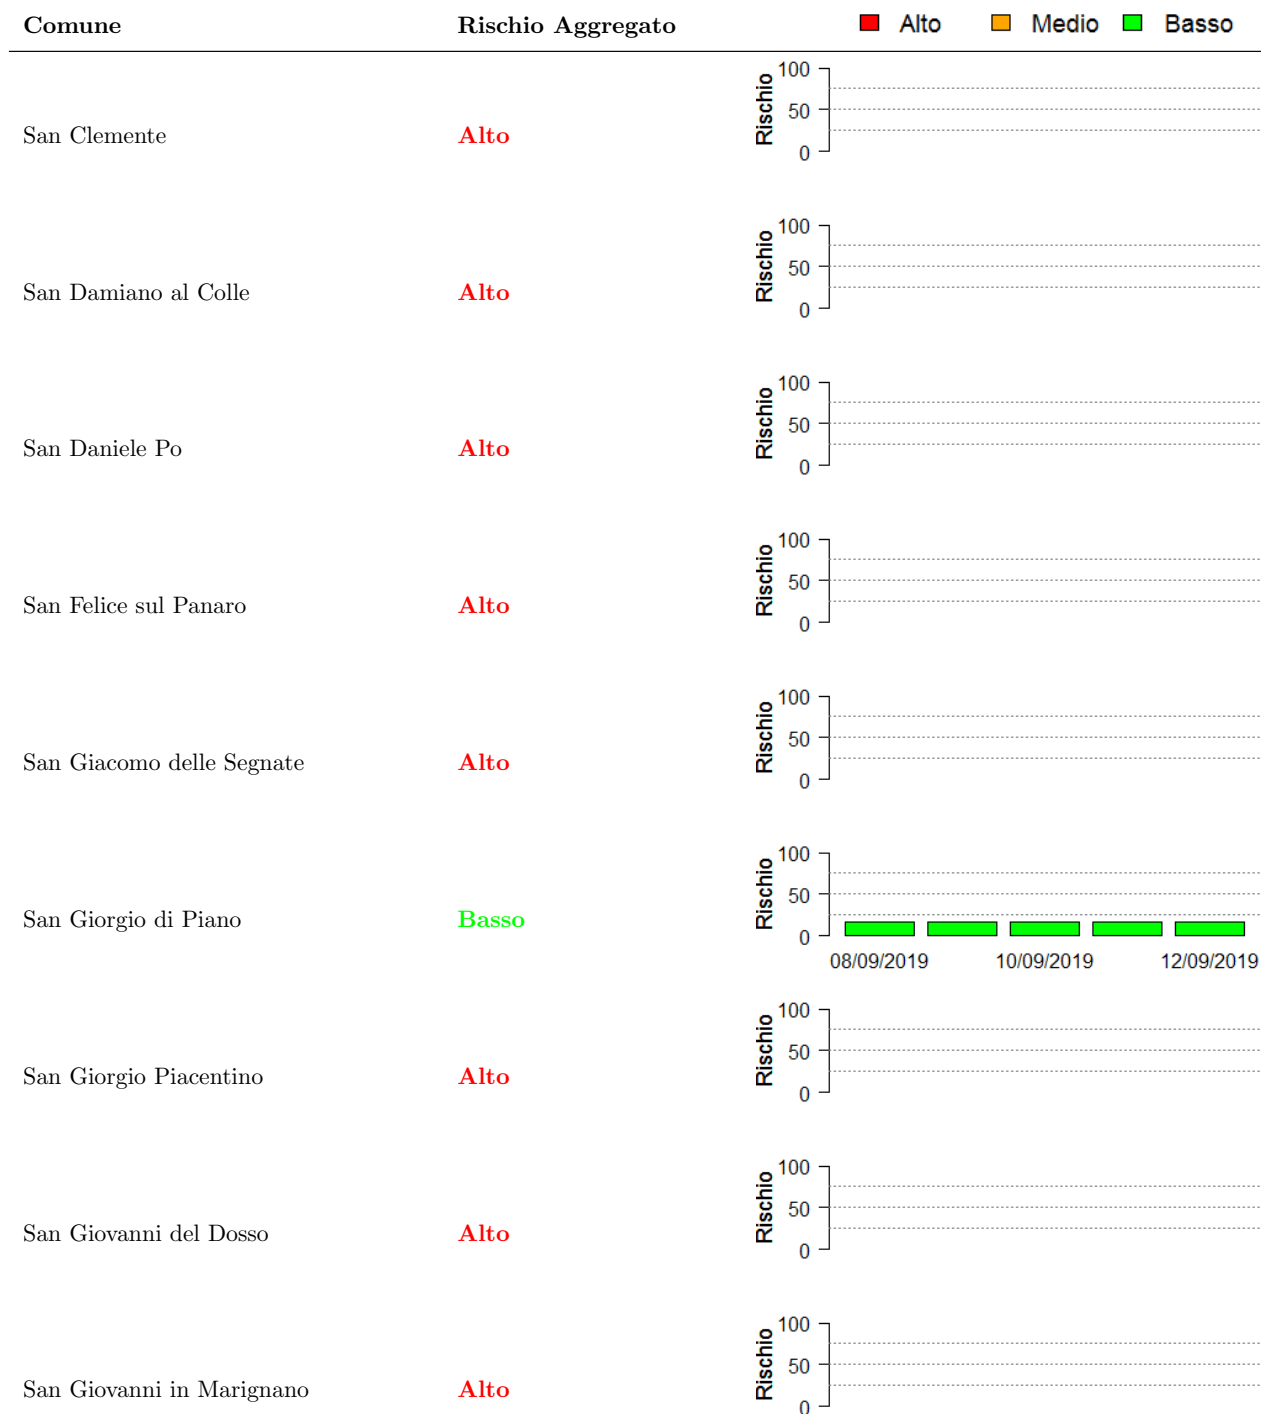 Comune Rischio Aggregato Alto Medio Basso
100
Rischio
50
San Clemente Alto
0
100
Rischio
50
San Damiano al Colle Alto
0
100
Rischio
50
San Daniele Po Alto
0
100
Rischio
50
San Felice sul Panaro Alto
0
100
Rischio
50
San Giacomo delle Segnate Alto
0
100
Rischio
50
San Giorgio di Piano Basso
0
08/09/2019 10/09/2019 12/09/2019
100
Rischio
50
San Giorgio Piacentino Alto
0
100
Rischio
50
San Giovanni del Dosso Alto
0
100
Rischio
50
San Giovanni in Marignano Alto
0